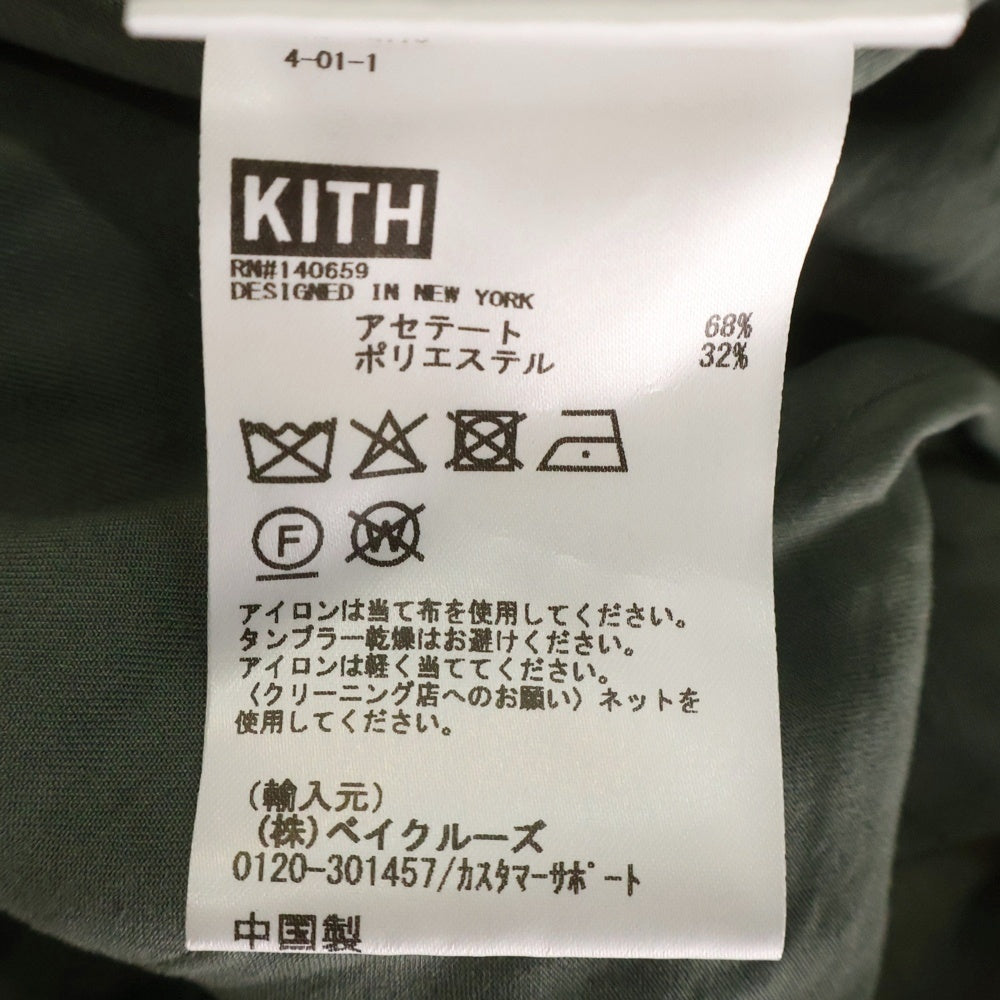 4-01-1
KITH
RN#140659
DESIGNED IN NEW YORK
アセテート 68%
ポリエステル 32%
F W
アイロンは当て布を使用してください。
タンブラー乾燥はお避けください。
アイロンは軽く当ててください。
〈クリーニング店へのお願い〉ネットを
使用してください。
(輸入元)
(株)ベイクルーズ
0120-301457/カスタマーサポート
中国製